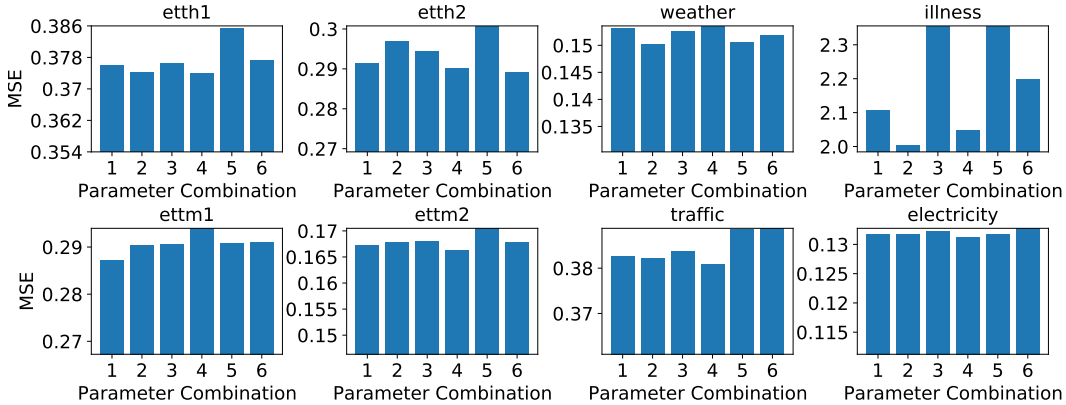 etth1
etth2
weather
illness
MSE
0.386
0.378
0.37
0.362
0.354
0.3
0.29
0.28
0.27
0.15
0.145
0.14
0.135
2.3
2.2
2.1
2.0
1 2 3 4 5 6
1 2 3 4 5 6
1 2 3 4 5 6
1 2 3 4 5 6
Parameter Combination
Parameter Combination
Parameter Combination
Parameter Combination
ettm1
ettm2
traffic
electricity
MSE
0.29
0.28
0.27
0.17
0.165
0.16
0.155
0.15
0.38
0.37
0.13
0.125
0.12
0.115
1 2 3 4 5 6
1 2 3 4 5 6
1 2 3 4 5 6
1 2 3 4 5 6
Parameter Combination
Parameter Combination
Parameter Combination
Parameter Combination